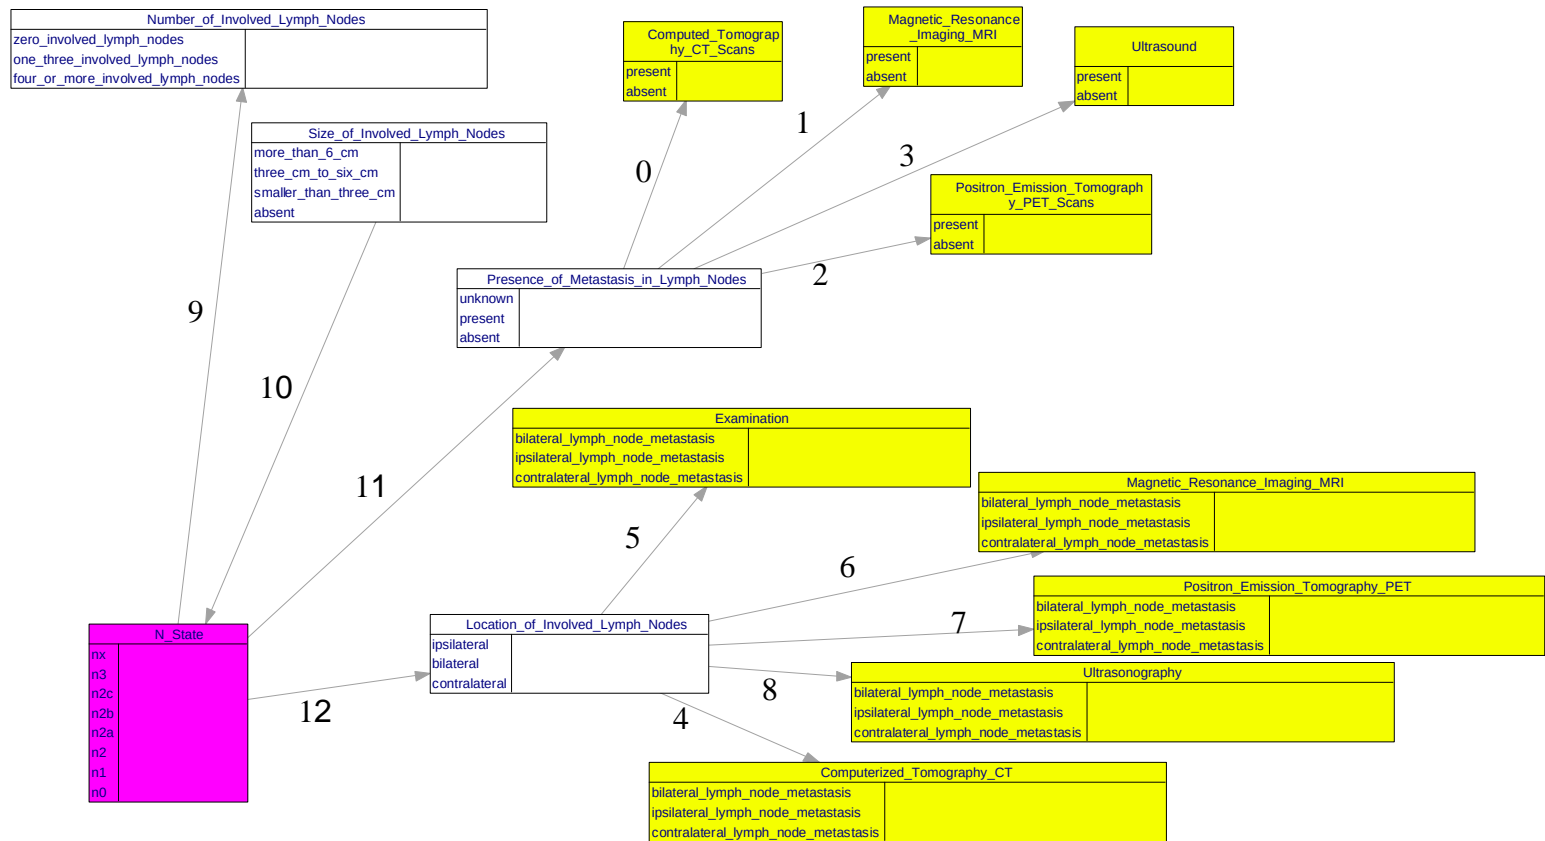 Number_of_Involved_Lymph_Nodes
zero_involved_lymph_nodes
one_three_involved_lymph_nodes
four_or_more_involved_lymph_nodes
Size_of_Involved_Lymph_Nodes
more_than_6_cm
three_cm_to_six_cm
smaller_than_three_cm
absent
Computed_Tomograp
hy_CT_Scans
present
absent
Magnetic_Resonance
_Imaging_MRI
present
absent
Ultrasound
present
absent
Positron_Emission_Tomograph
y_PET_Scans
present
absent
0
1
3
2
Presence_of_Metastasis_in_Lymph_Nodes
unknown
present
absent
9
10
11
Examination
bilateral_lymph_node_metastasis
ipsilateral_lymph_node_metastasis
contralateral_lymph_node_metastasis
Magnetic_Resonance_Imaging_MRI
bilateral_lymph_node_metastasis
ipsilateral_lymph_node_metastasis
contralateral_lymph_node_metastasis
5
6
7
8
4
12
Positron_Emission_Tomography_PET
bilateral_lymph_node_metastasis
ipsilateral_lymph_node_metastasis
contralateral_lymph_node_metastasis
N_State
nx
n3
n2c
n2b
n2a
n2
n1
n0
Location_of_Involved_Lymph_Nodes
ipsilateral
bilateral
contralateral
Ultrasonography
bilateral_lymph_node_metastasis
ipsilateral_lymph_node_metastasis
contralateral_lymph_node_metastasis
Computerized_Tomography_CT
bilateral_lymph_node_metastasis
ipsilateral_lymph_node_metastasis
contralateral_lymph_node_metastasis